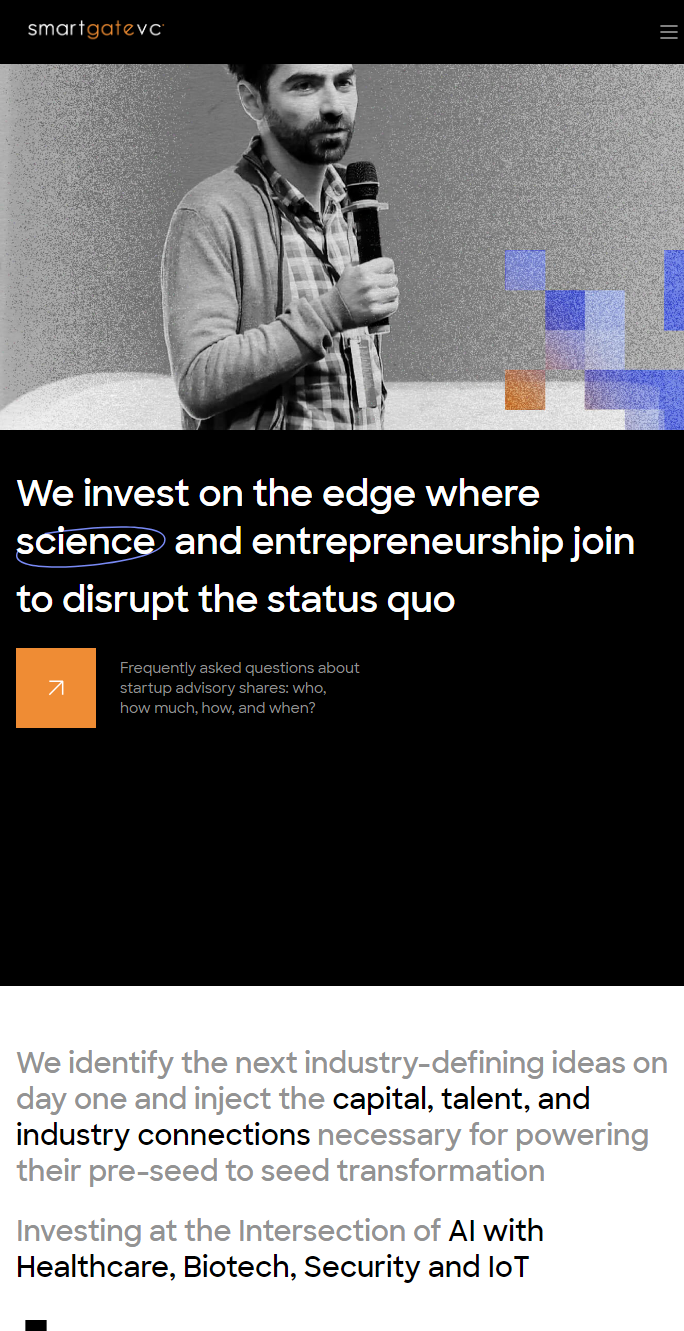 smartgatevc
We invest on the edge where
science and entrepreneurship join
to disrupt the status quo
Frequently asked questions about
startup advisory shares: who,
how much, how, and when?
We identify the next industry-defining ideas on
day one and inject the capital, talent, and
industry connections necessary for powering
their pre-seed to seed transformation
Investing at the Intersection of AI with
Healthcare, Biotech, Security and IoT